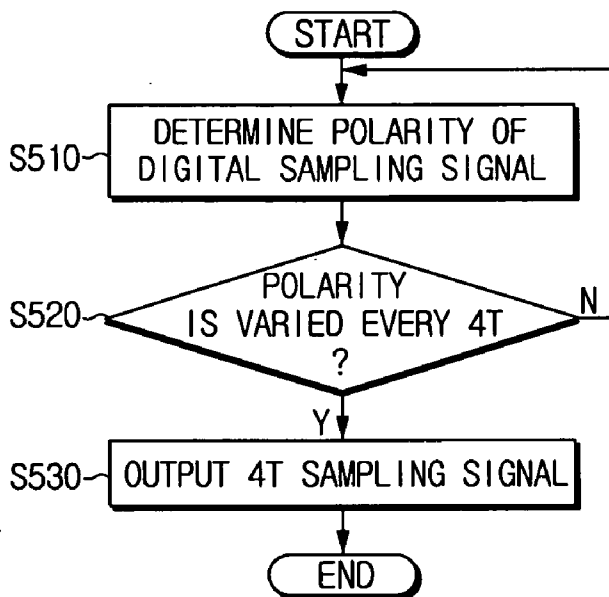 START
S510
DETERMINE POLARITY OF
DIGITAL SAMPLING SIGNAL
S520
POLARITY
IS VARIED EVERY 4T
?
N
Y
S530
OUTPUT 4T SAMPLING SIGNAL
END